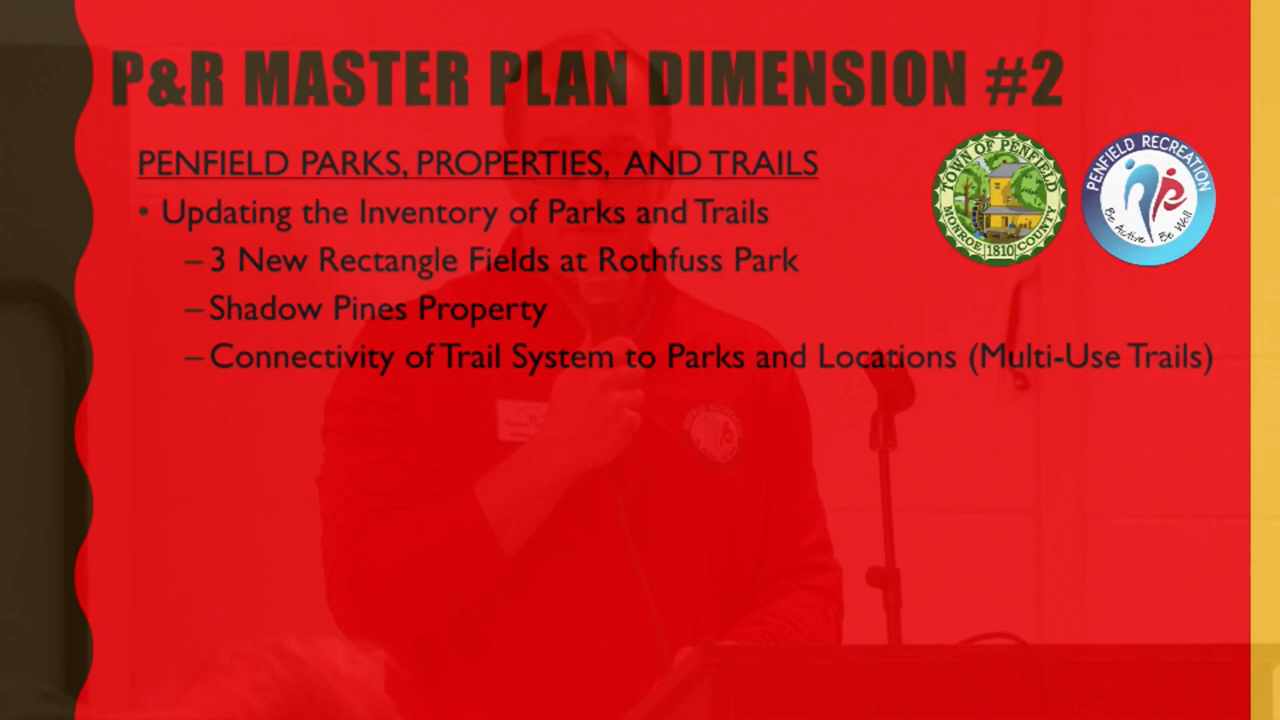 P&R MASTER PLAN DIMENSION #2
PENFIELD PARKS, PROPERTIES, AND TRAILS
• Updating the Inventory of Parks and Trails
– 3 New Rectangle Fields at Rothfuss Park
– Shadow Pines Property
– Connectivity of Trail System to Parks and Locations (Multi-Use Trails)
TOWN OF PENFIELD
MONROE 1810 COUNTY
PENFIELD RECREATION
Be Active Be Well